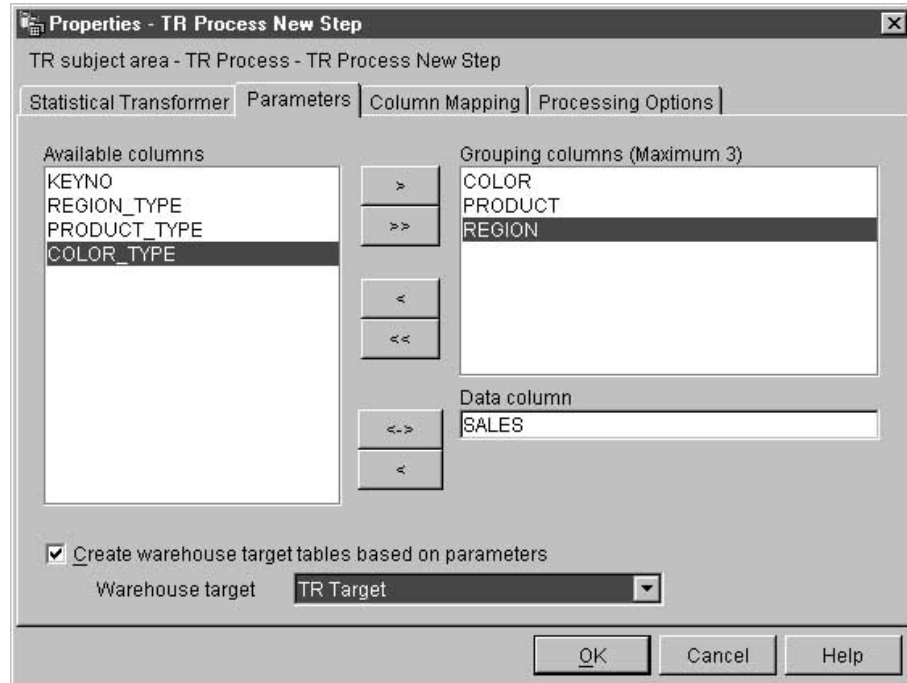 Properties - TR Process New Step
TR subject area - TR Process - TR Process New Step
Statistical Transformer Parameters Column Mapping Processing Options
Available columns
KEYNO
REGION_TYPE
PRODUCT_TYPE
COLOR_TYPE
>
>>
<
<<
<->
<
Grouping columns (Maximum 3)
COLOR
PRODUCT
REGION
Data column
SALES
Create warehouse target tables based on parameters
Warehouse target TR Target
OK Cancel Help